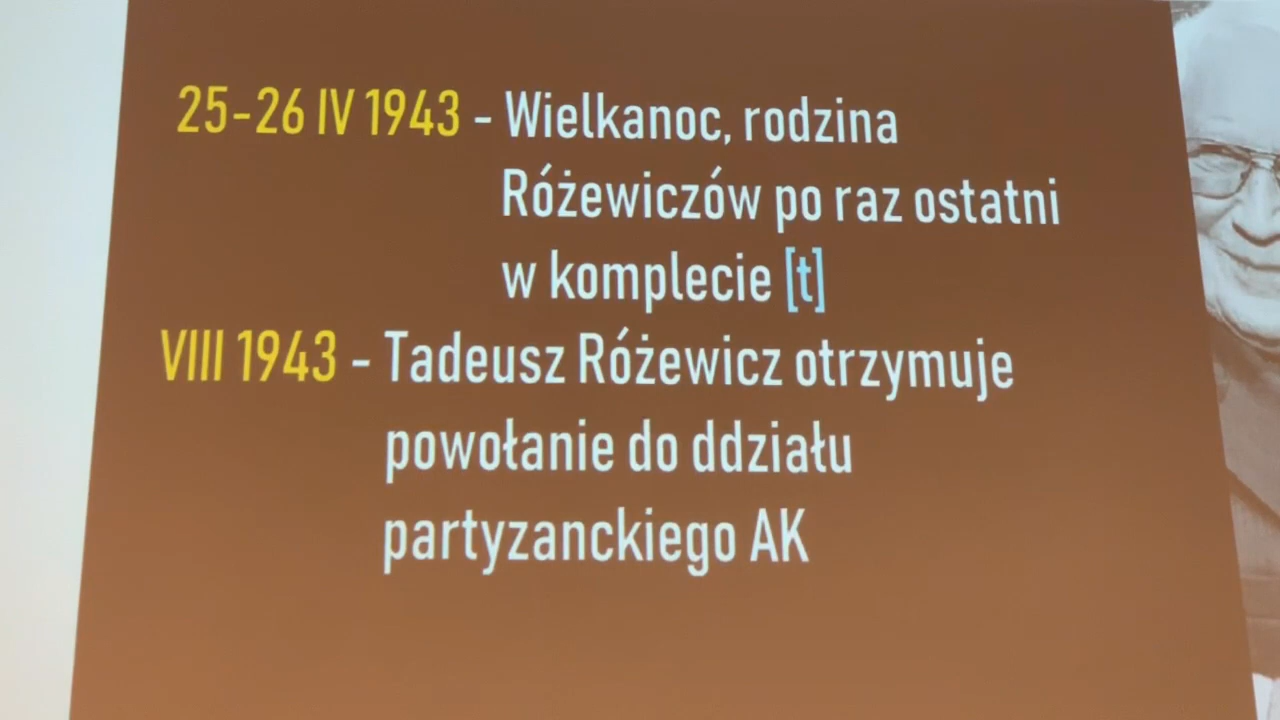 25-26 IV 1943 - Wielkanoc, rodzina
Różewiczów po raz ostatni
w komplecie [t]
VIII 1943 - Tadeusz Różewicz otrzymuje
powołanie do ddziału
partyzanckiego AK